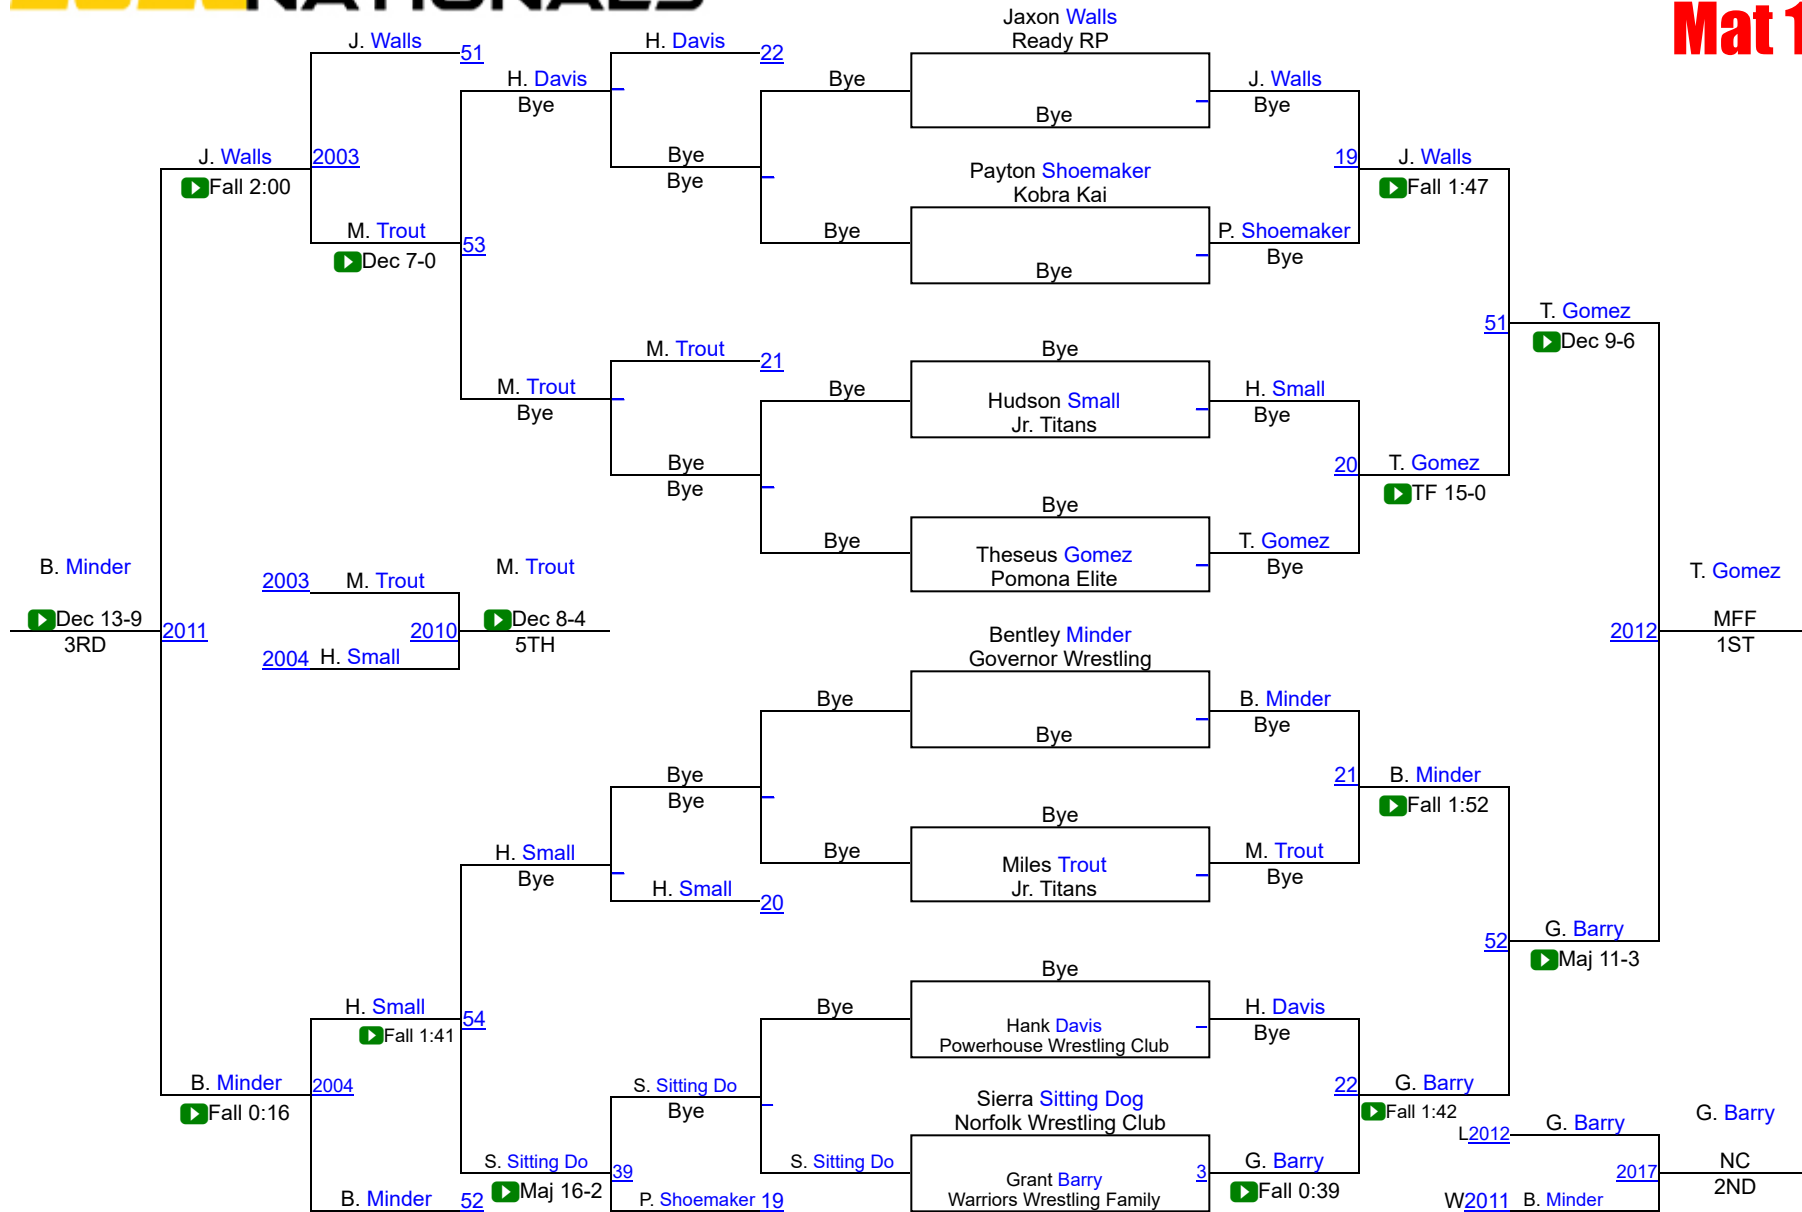 NATIONALS
Mat 1
Jaxon Walls
Ready RP
J. Walls
51
H. Davis
22
H. Davis
Bye
Bye
Bye
J. Walls
Bye
J. Walls
2003
Fall 2:00
Bye
Bye
Payton Shoemaker
Kobra Kai
19
J. Walls
Fall 1:47
M. Trout
53
Dec 7-0
Bye
Bye
P. Shoemaker
Bye
51
T. Gomez
Dec 9-6
M. Trout
21
Bye
M. Trout
Bye
Bye
Hudson Small
Jr. Titans
H. Small
Bye
Bye
Bye
20
T. Gomez
TF 15-0
Bye
Bye
Theseus Gomez
Pomona Elite
T. Gomez
Bye
B. Minder
Dec 13-9
3RD
2011
2003
M. Trout
2010
2004
H. Small
M. Trout
Dec 8-4
5TH
T. Gomez
2012
MFF
1ST
Bentley Minder
Governor Wrestling
Bye
Bye
B. Minder
Bye
Bye
Bye
21
B. Minder
Fall 1:52
Bye
H. Small
Bye
Bye
Miles Trout
Jr. Titans
M. Trout
Bye
H. Small
20
52
G. Barry
Maj 11-3
Bye
H. Small
54
Fall 1:41
Bye
Hank Davis
Powerhouse Wrestling Club
H. Davis
Bye
B. Minder
2004
Fall 0:16
S. Sitting Do
Bye
Sierra Sitting Dog
Norfolk Wrestling Club
22
G. Barry
Fall 1:42
S. Sitting Do
39
Maj 16-2
S. Sitting Do
Grant Barry
Warriors Wrestling Family
3
G. Barry
Fall 0:39
B. Minder
52
P. Shoemaker
19
L2012
G. Barry
2017
W2011
B. Minder
G. Barry
NC
2ND